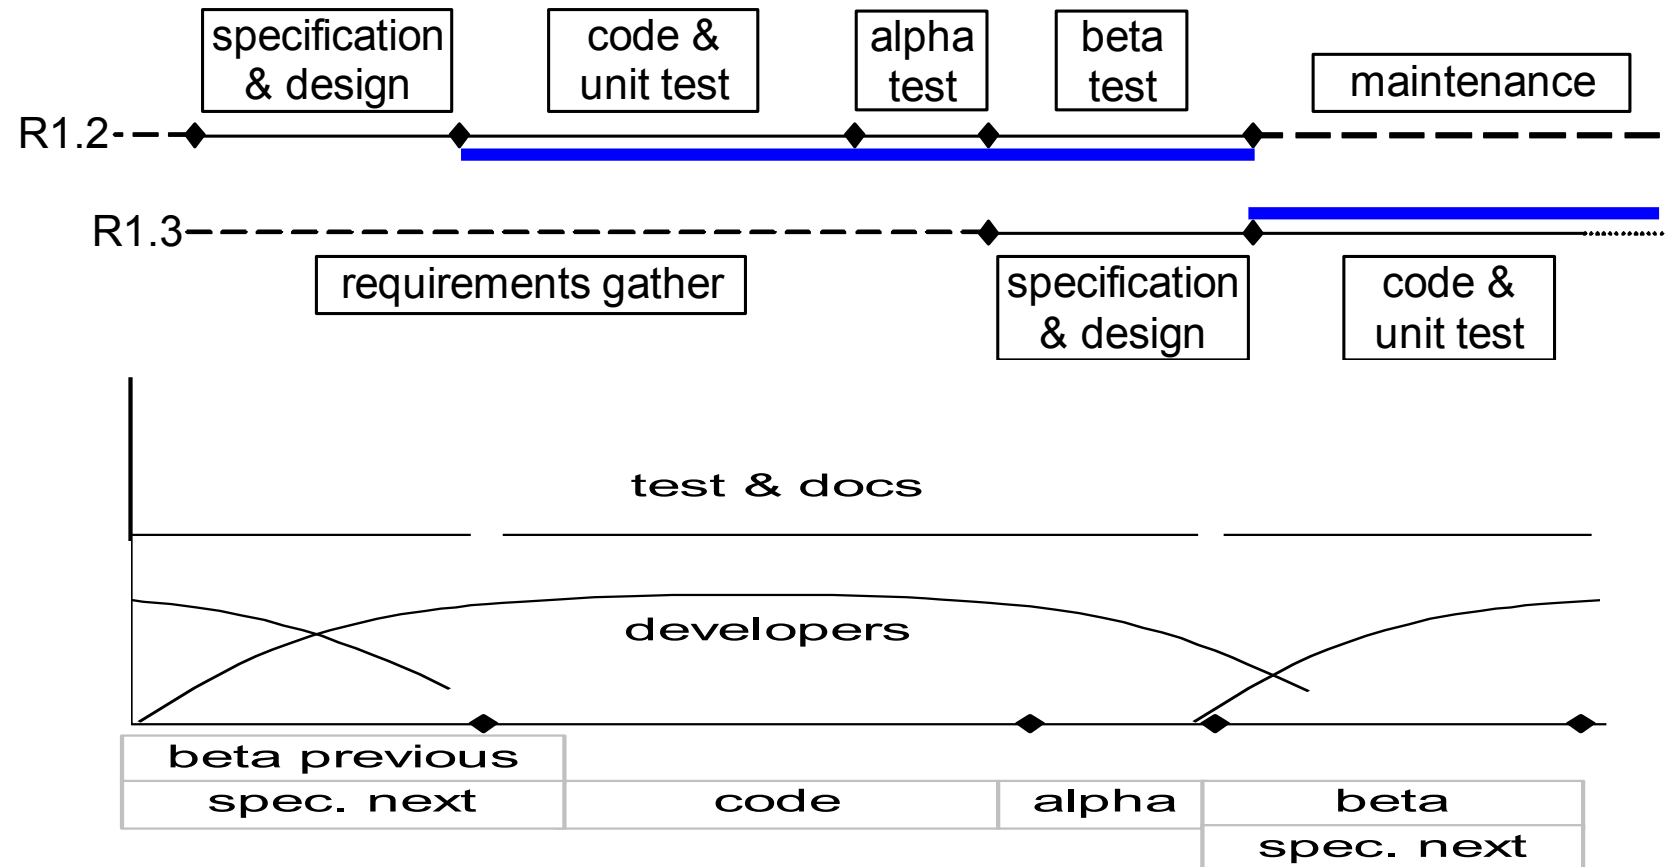 specification
& design
code &
unit test
alpha
test
beta
test
maintenance
R1.2
R1.3
requirements gather
specification
& design
code &
unit test
test & docs
developers
beta previous
spec. next
code
alpha
beta
spec. next